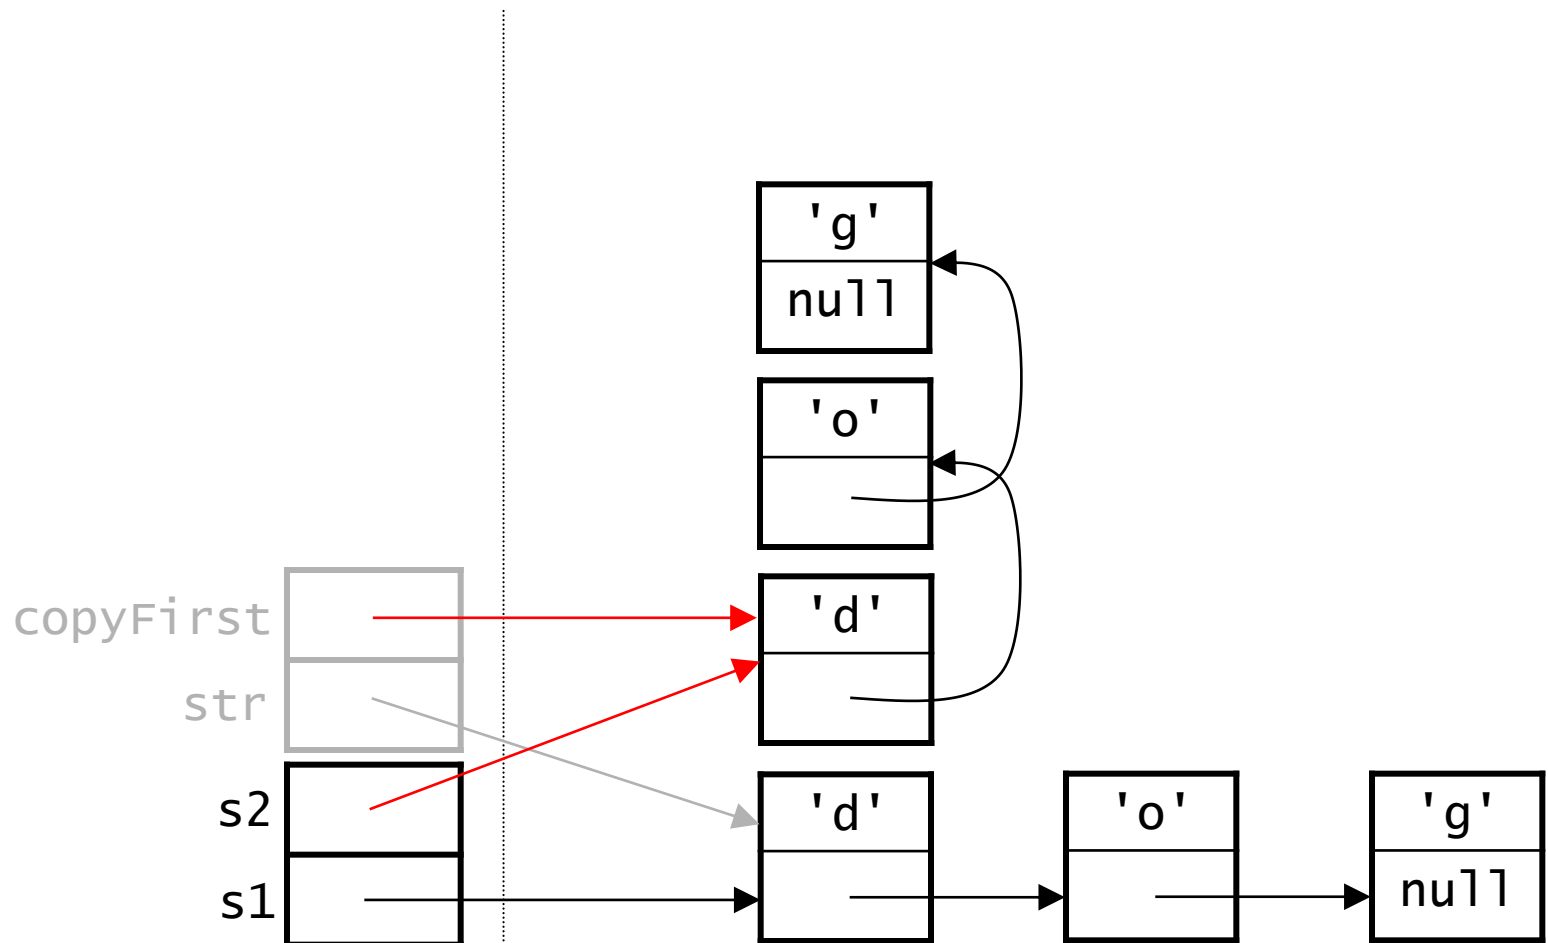 'g'
null
'o'
copyFirst
'd'
str
s2
'd'
'o'
'g'
s1
null